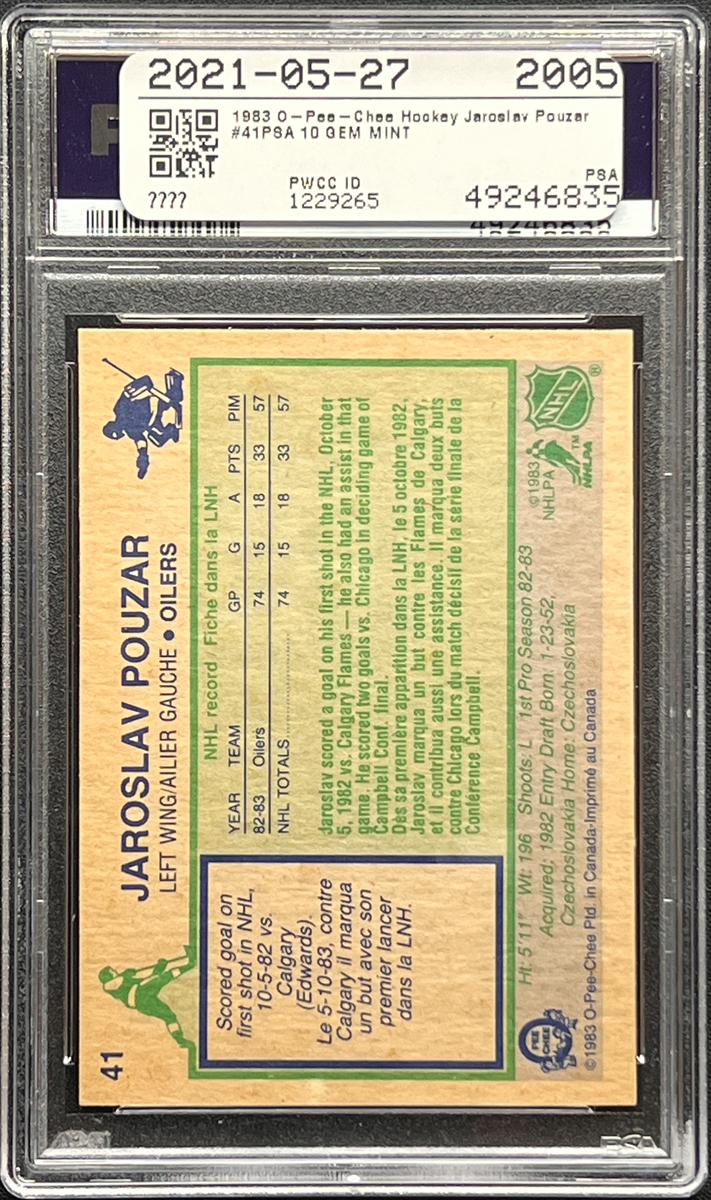 2021-05-27 2005
1983 O-Pee-Chee Hockey Jaroslav Pouzar
#41PSA 10 GEM MINT
PWCC ID PSA
???? 1229265 49246835
49246835
41
JAROSLAV POUZAR
LEFT WING/AILIER GAUCHE • OILERS
Scored goal on
first shot in NHL,
10-5-82 vs.
Calgary
(Edwards).
Le 5-10-83, contre
Calgary il marqua
un but avec son
premier lancer
dans la LNH.
NHL record / Fiche dans la LNH
YEAR TEAM GP G A PTS PIM
82-83 Oilers 74 15 18 33 57
NHL TOTALS 74 15 18 33 57
Jaroslav scored a goal on his first shot in the NHL, October
5, 1982 vs. Calgary Flames — he also had an assist in that
game. He scored two goals vs. Chicago in deciding game of
Campbell Conf. final.
Dès sa première apparition dans la LNH, le 5 octobre 1982,
Jaroslav marqua un but contre les Flames de Calgary,
et il contribua aussi une assistance. Il marqua deux buts
contre Chicago lors du match décisif de la série finale de la
Conférence Campbell.
Ht: 5'11" Wt: 196 Shoots: L 1st Pro Season 82-83
Acquired: 1982 Entry Draft Born: 1-23-52,
Czechoslovakia Home: Czechoslovakia
O PEE CHEE
©1983 O-Pee-Chee Ptd. in Canada-Imprimé au Canada
©1983
NHLPA
NHLPA
TM
NHL
®
PSA